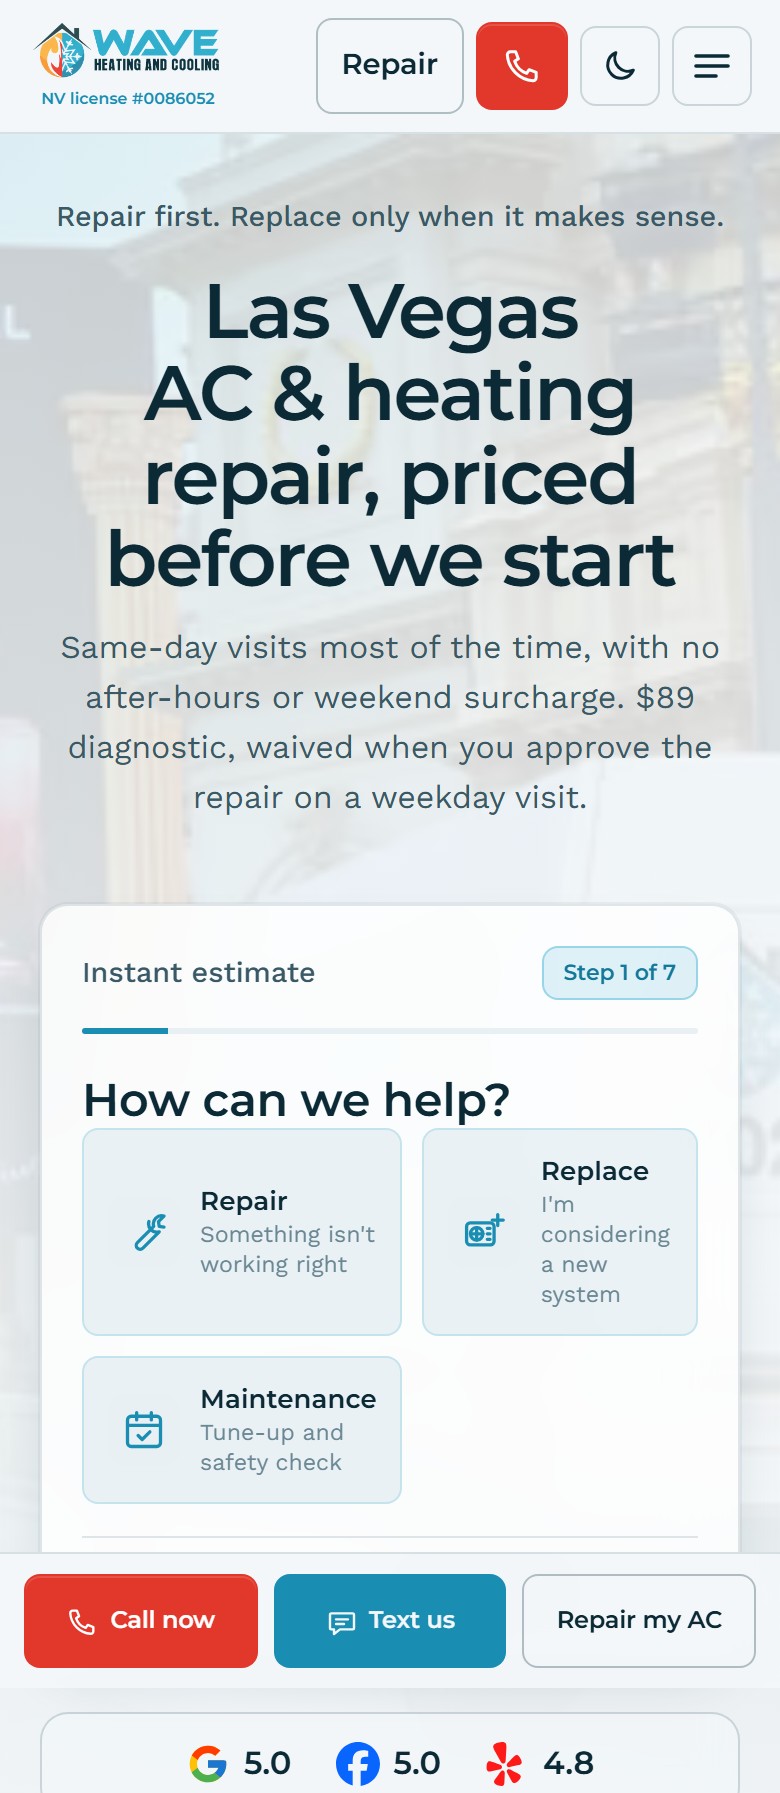 WAVE
HEATING AND COOLING
NV license #0086052
Repair
Repair first. Replace only when it makes sense.
Las Vegas
AC & heating
repair, priced
before we start
Same-day visits most of the time, with no
after-hours or weekend surcharge. $89
diagnostic, waived when you approve the
repair on a weekday visit.
Instant estimate
Step 1 of 7
How can we help?
Repair
Something isn't
working right
Replace
I'm
considering
a new
system
Maintenance
Tune-up and
safety check
Call now
Text us
Repair my AC
5.0
5.0
4.8